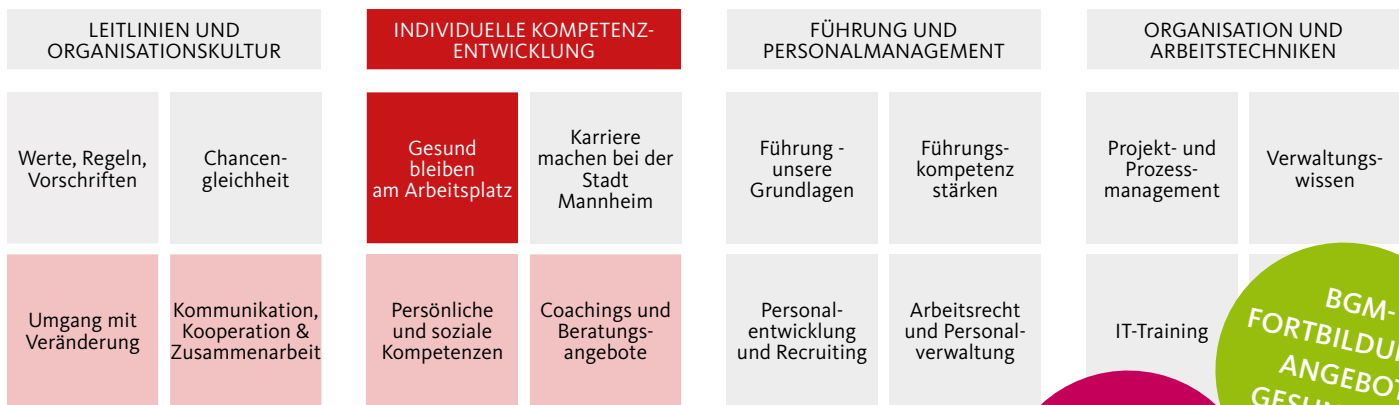 LEITLINIEN UND
ORGANISATIONSKULTUR
INDIVIDUELLE KOMPETENZ-
ENTWICKLUNG
FÜHRUNG UND
PERSONALMANAGEMENT
ORGANISATION UND
ARBEITSTECHNIKEN
Werte, Regeln,
Vorschriften
Chancen-
gleichheit
Gesund
bleiben
am Arbeitsplatz
Karriere
machen bei der
Stadt
Mannheim
Führung -
unsere
Grundlagen
Führungs-
kompetenz
stärken
Projekt- und
Prozess-
management
Verwaltungs-
wissen
Umgang mit
Veränderung
Kommunikation,
Kooperation &
Zusammenarbeit
Persönliche
und soziale
Kompetenzen
Coachings und
Beratungs-
angebote
Personal-
entwicklung
und Recruiting
Arbeitsrecht
und Personal-
verwaltung
IT-Training
BGM-